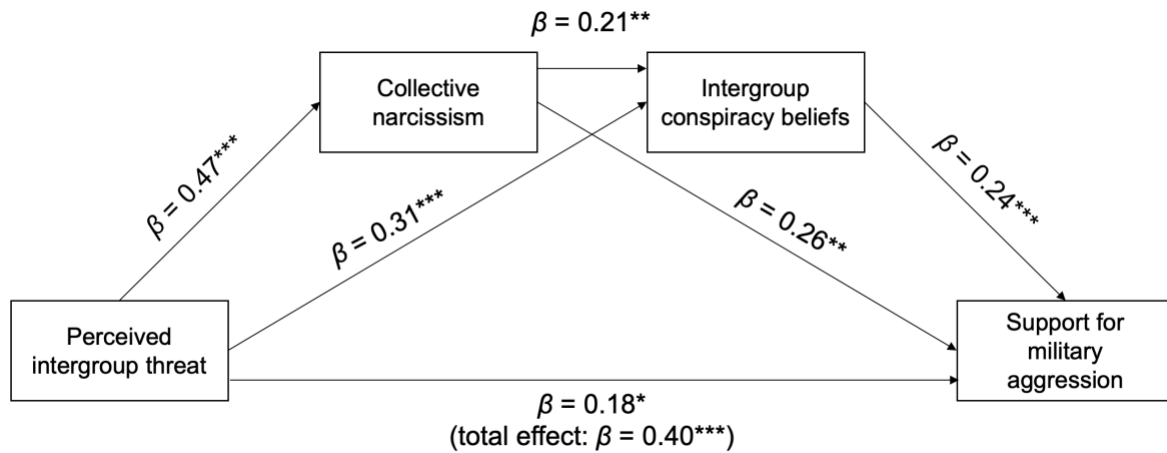 β = 0.21**
Collective
narcissism
Intergroup
conspiracy beliefs
β = 0.47***
β = 0.31***
β = 0.26**
β = 0.24***
Perceived
intergroup threat
Support for
military
aggression
β = 0.18*
(total effect: β = 0.40***)